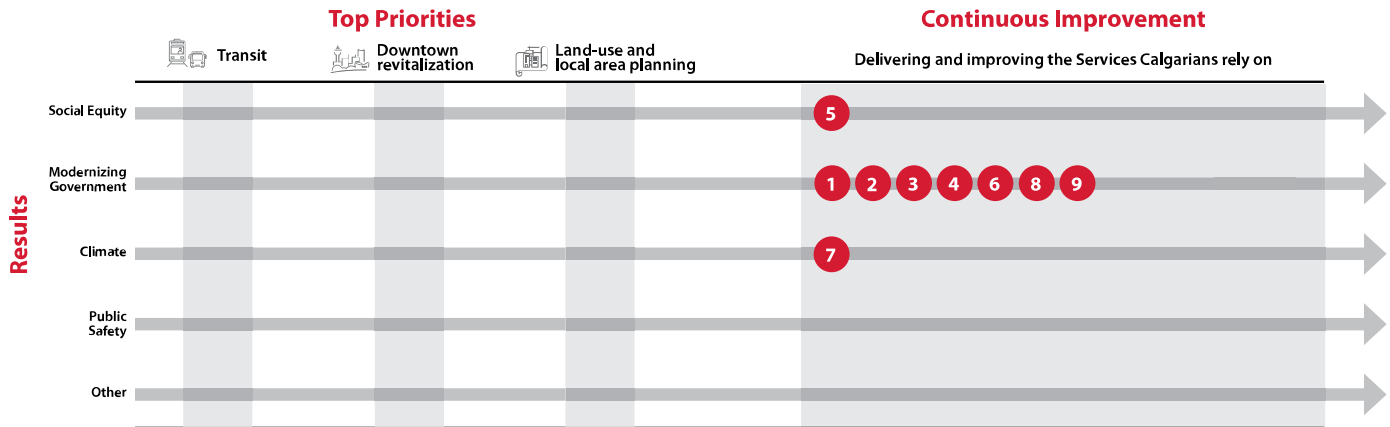 Top Priorities
Continuous Improvement
Transit
Downtown
revitalization
Land-use and
local area planning
Delivering and improving the Services Calgarians rely on
Results
Social Equity
5
Modernizing
Government
1 2 3 4 6 8 9
Climate
7
Public
Safety
Other